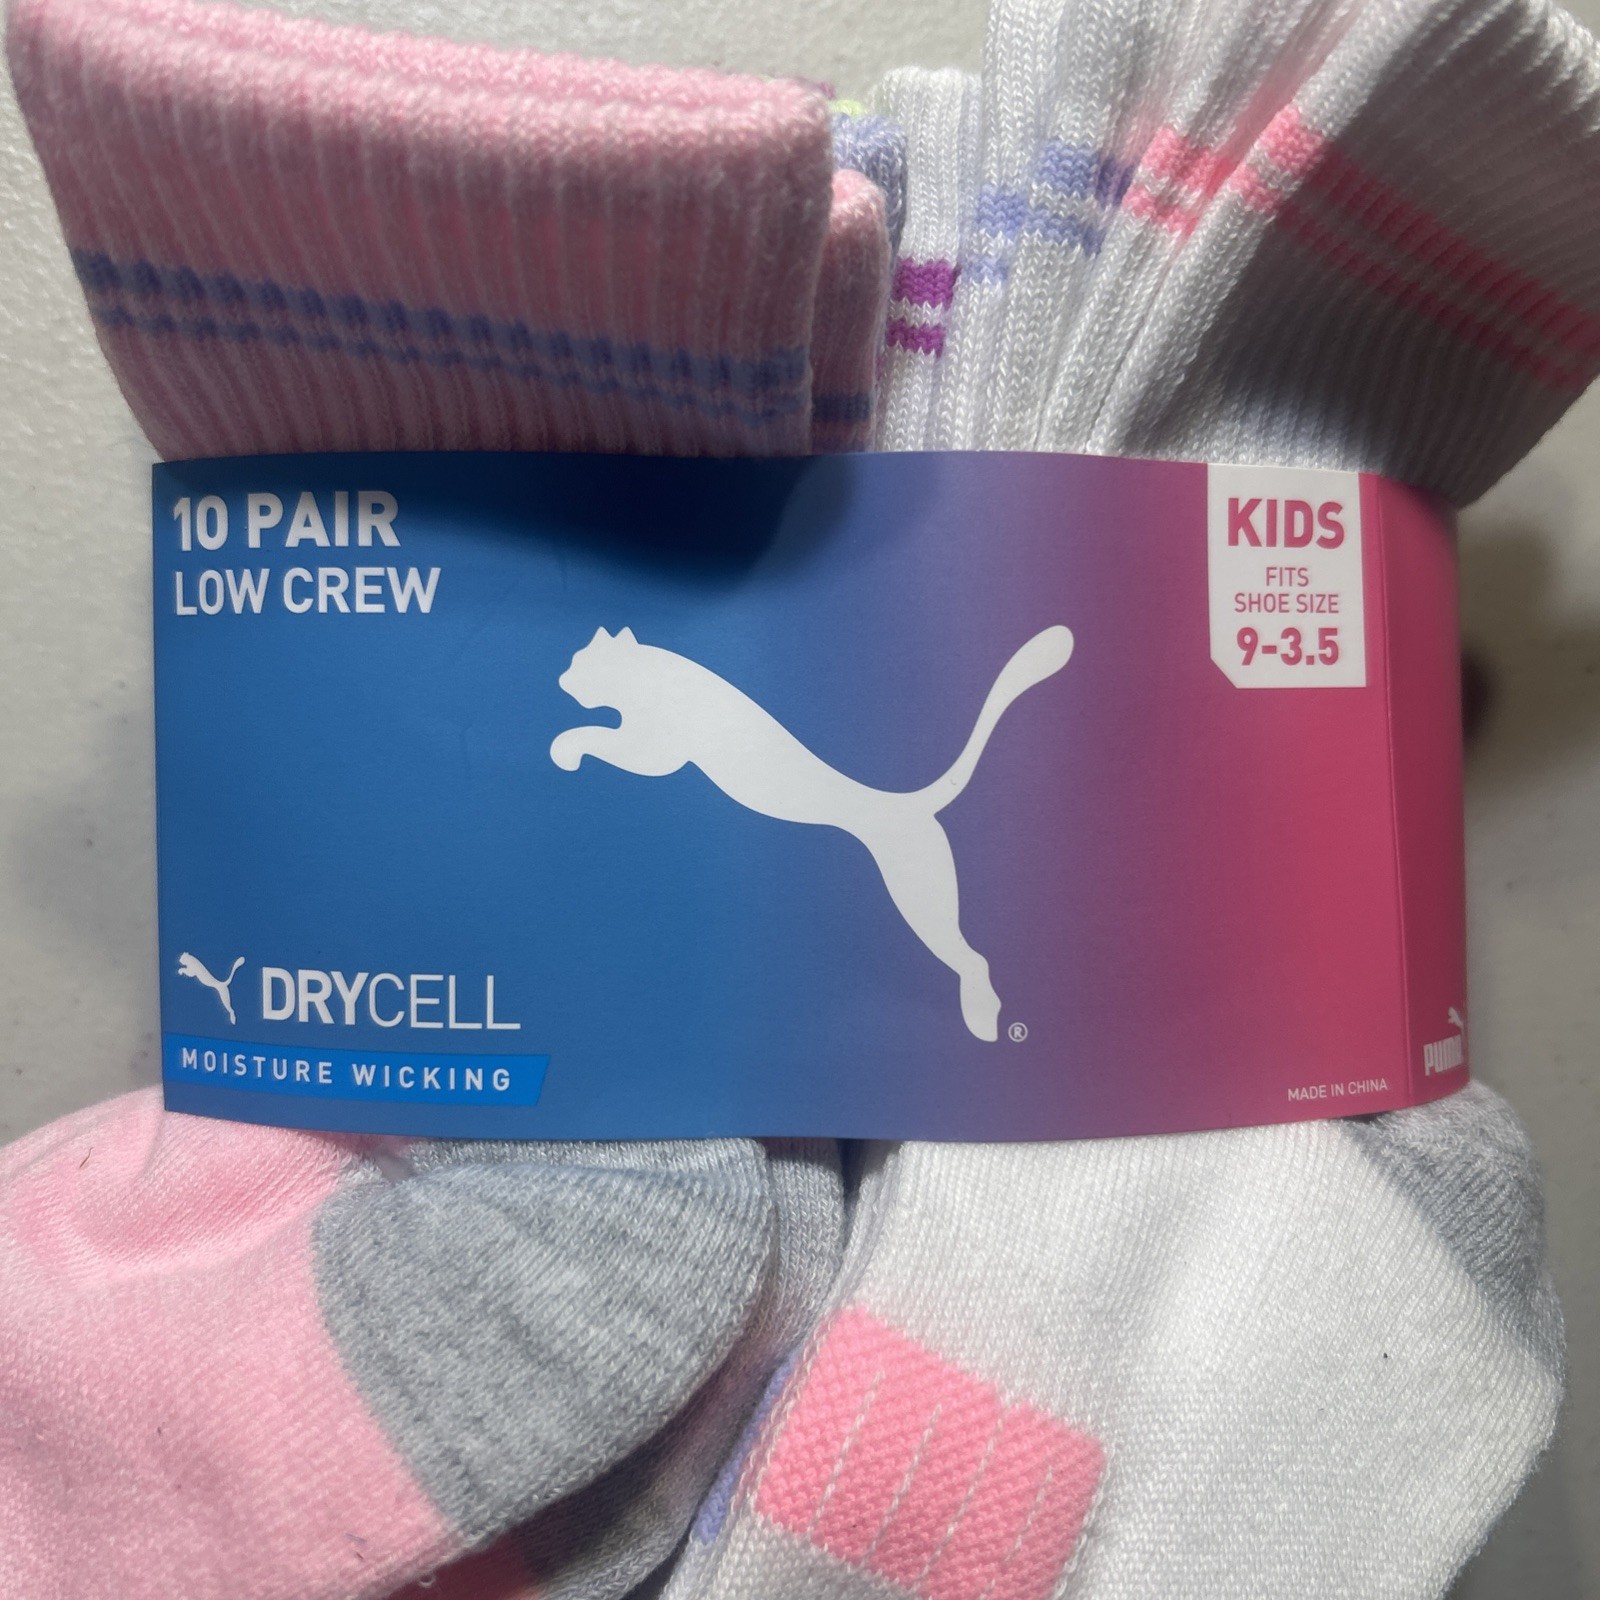 10 PAIR
LOW CREW
KIDS
FITS
SHOE SIZE
9-3.5
®
DRYCELL
MOISTURE WICKING
MADE IN CHINA
PUMA